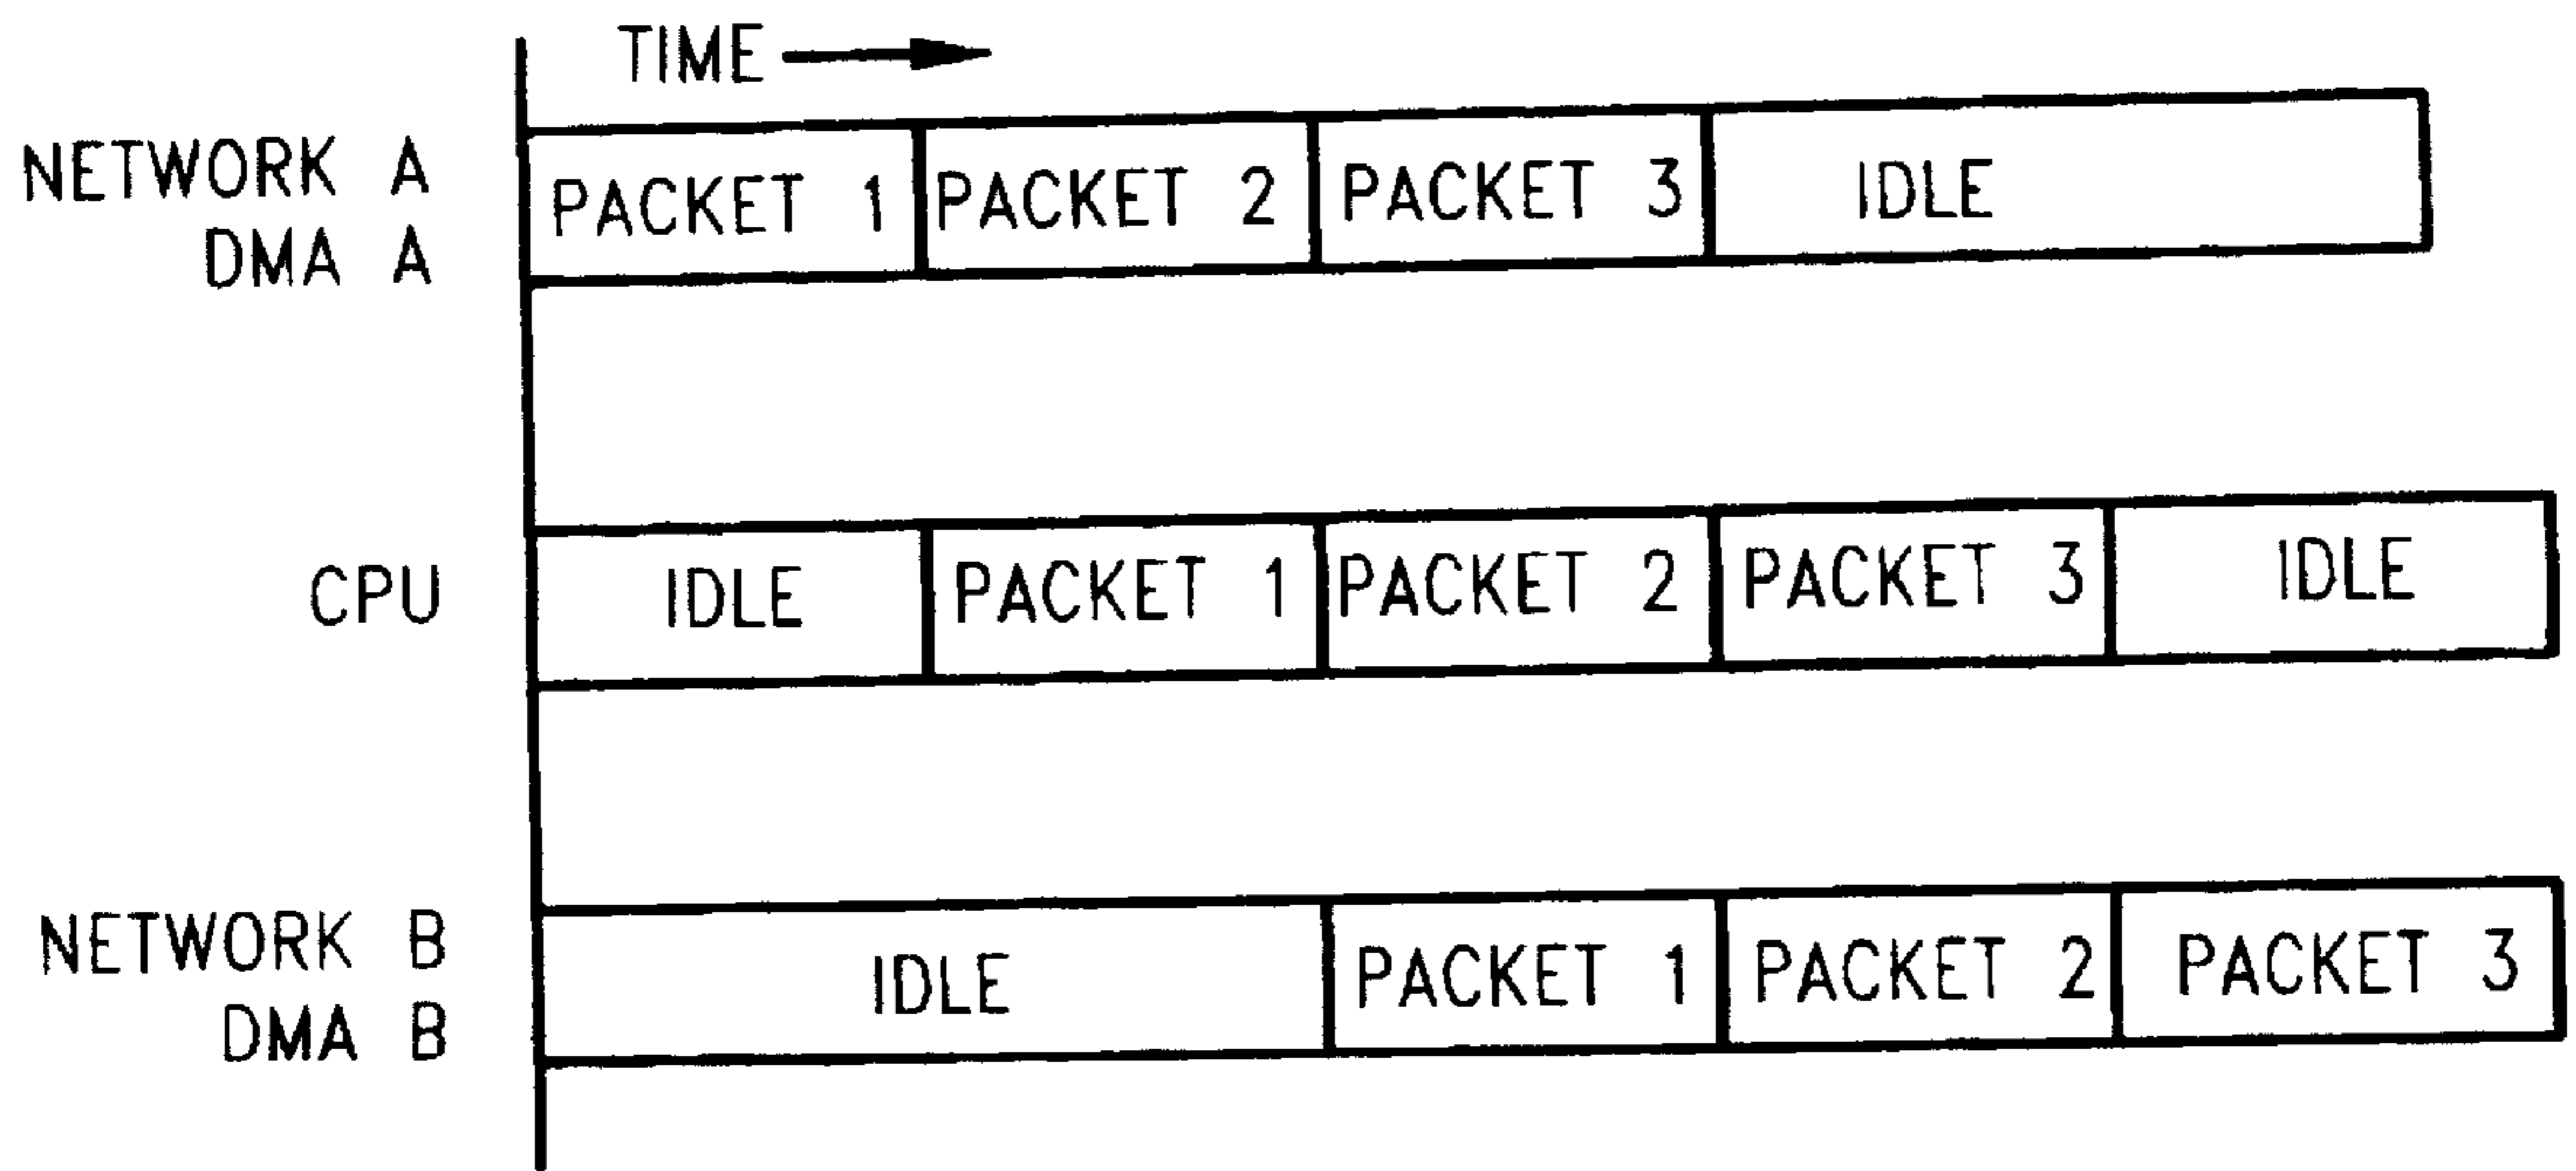 TIME
NETWORK A
DMA A
PACKET 1 PACKET 2 PACKET 3 IDLE
CPU
IDLE PACKET 1 PACKET 2 PACKET 3 IDLE
NETWORK B
DMA B
IDLE PACKET 1 PACKET 2 PACKET 3